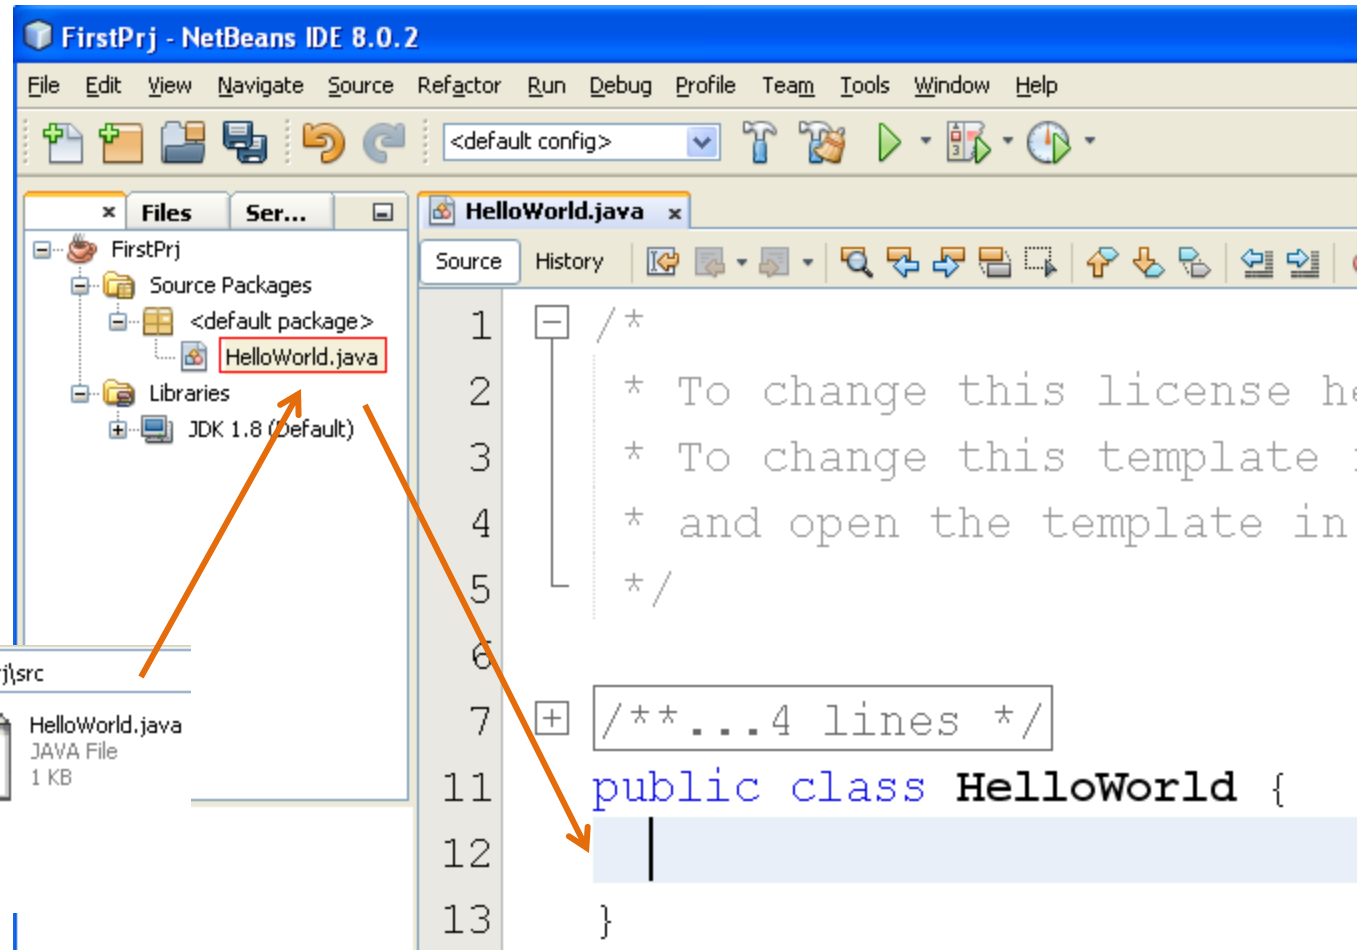 FirstPrj - NetBeans IDE 8.0.2
File Edit View Navigate Source Refactor Run Debug Profile Team Tools Window Help
<default config>
× Files Ser...
HelloWorld.java x
FirstPrj
Source Packages
<default package>
HelloWorld.java
Libraries
JDK 1.8 (Default)
Source History
1 /*
2 * To change this license
3 * To change this template
4 * and open the template in
5 */
6
7 /**...4 lines */
11 public class HelloWorld {
12
13 }
j\src
HelloWorld.java
JAVA File
1 KB